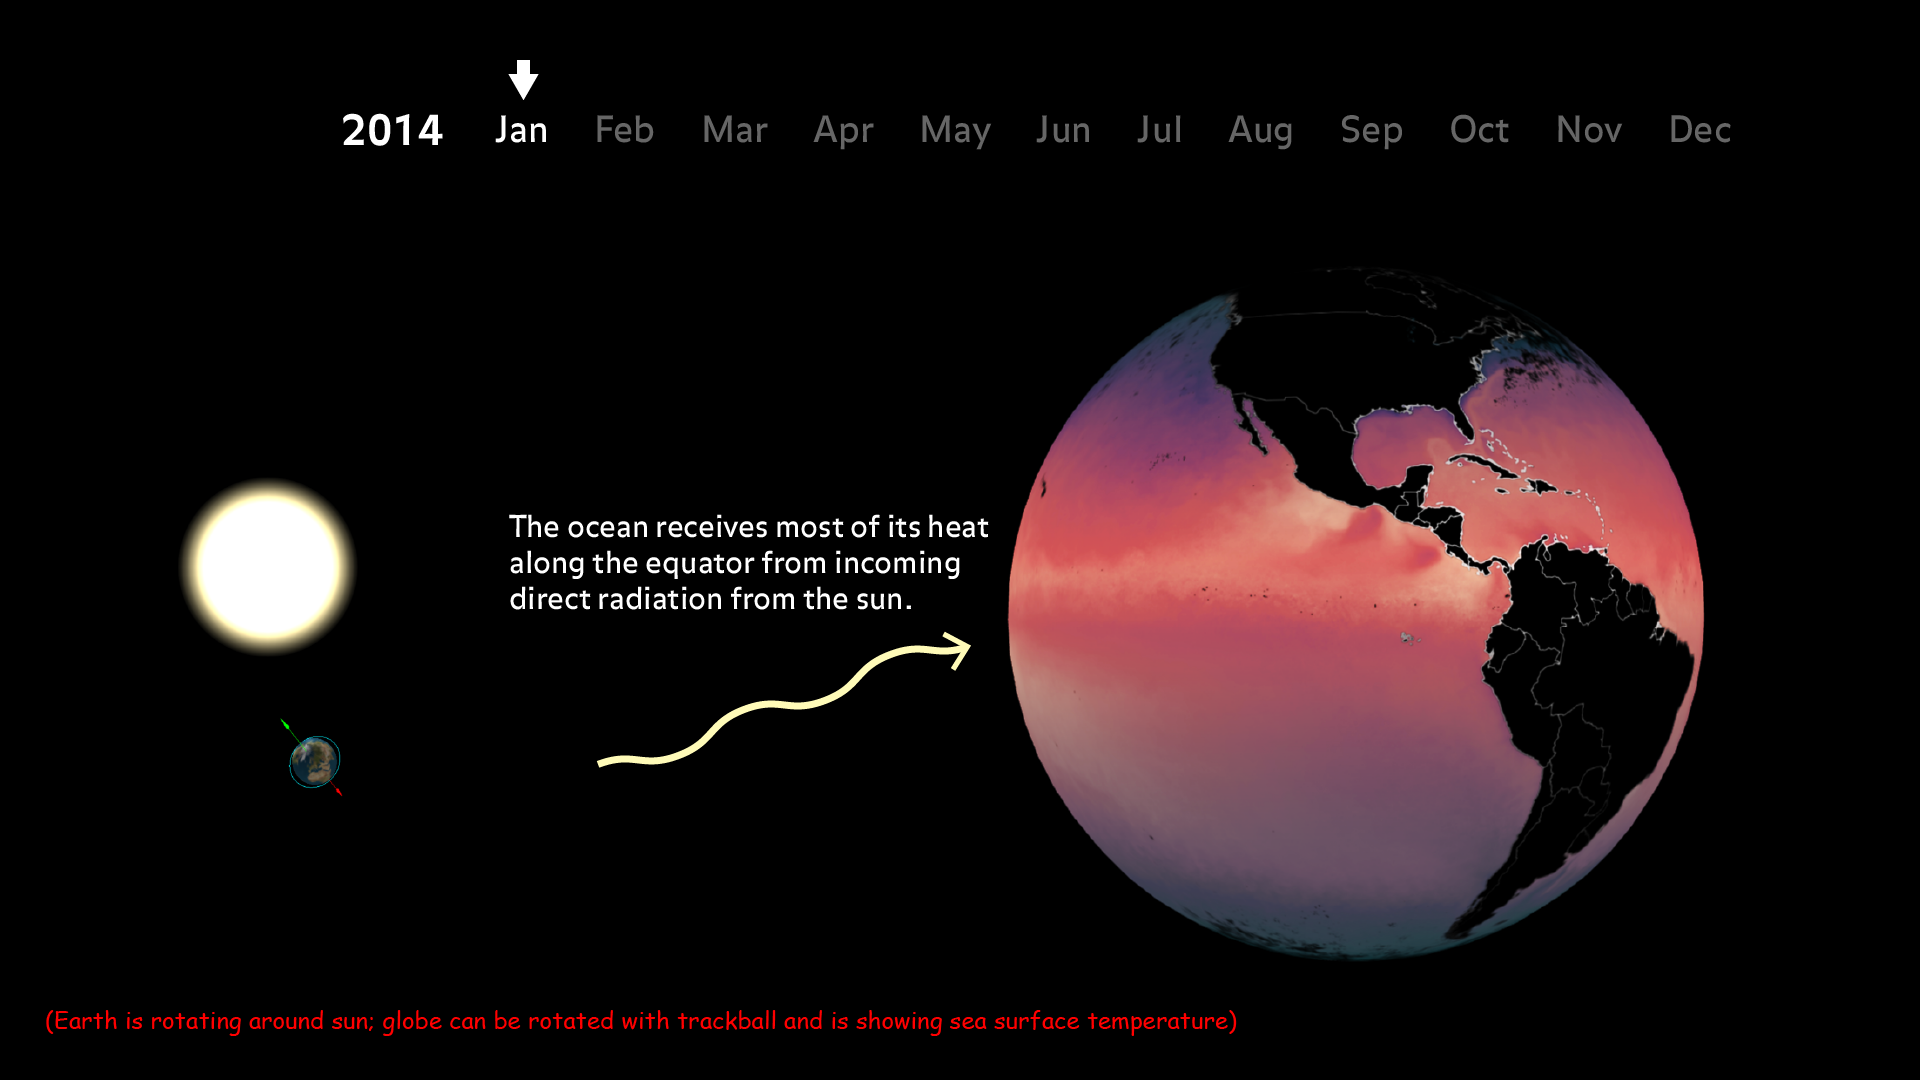 2014 Jan Feb Mar Apr May Jun Jul Aug Sep Oct Nov Dec
The ocean receives most of its heat
along the equator from incoming
direct radiation from the sun.
(Earth is rotating around sun; globe can be rotated with trackball and is showing sea surface temperature)